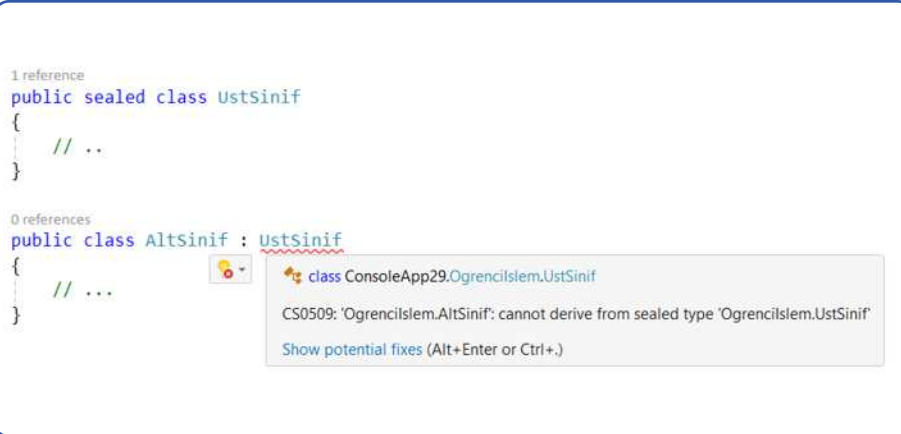 1 reference
public sealed class UstSinif
{
// ..
}
0 references
public class AltSinif : UstSinif
{
// ...
}
class ConsoleApp29.OgrenciIslem.UstSinif
CS0509: 'OgrenciIslem.AltSinif': cannot derive from sealed type 'OgrenciIslem.UstSinif'
Show potential fixes (Alt+Enter or Ctrl+.)